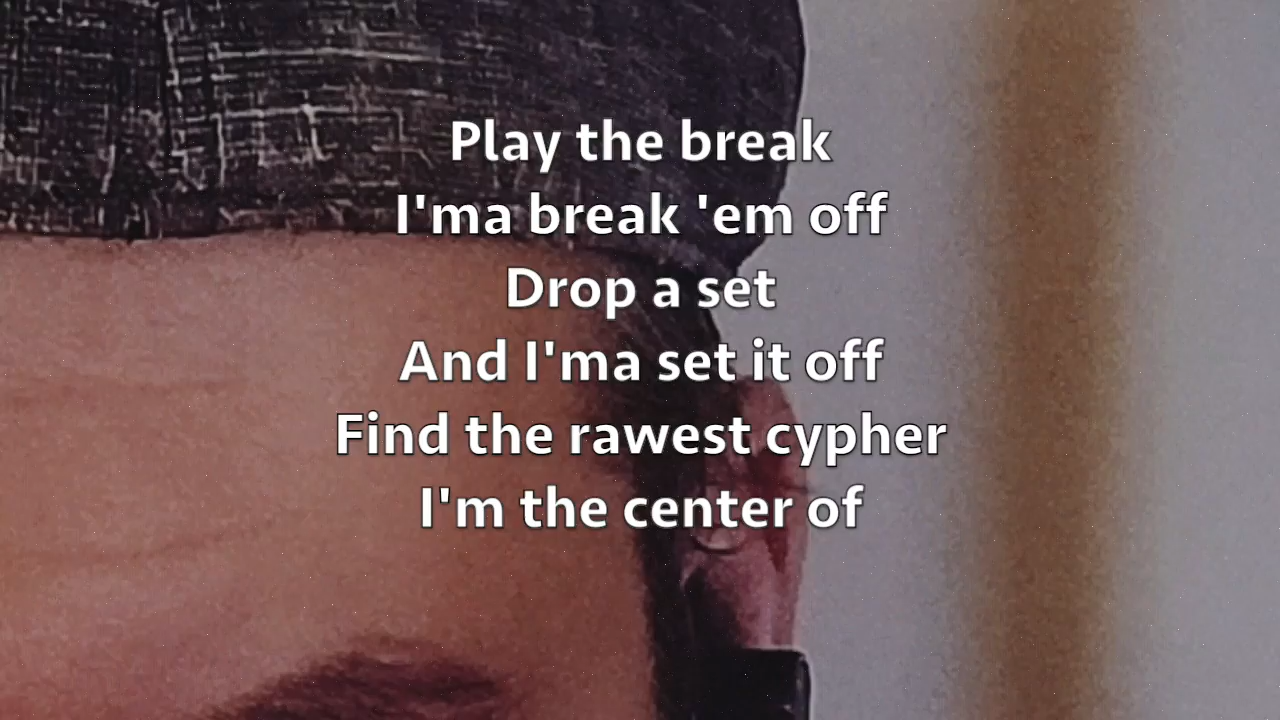 Play the break
I'ma break 'em off
Drop a set
And I'ma set it off
Find the rawest cypher
I'm the center of